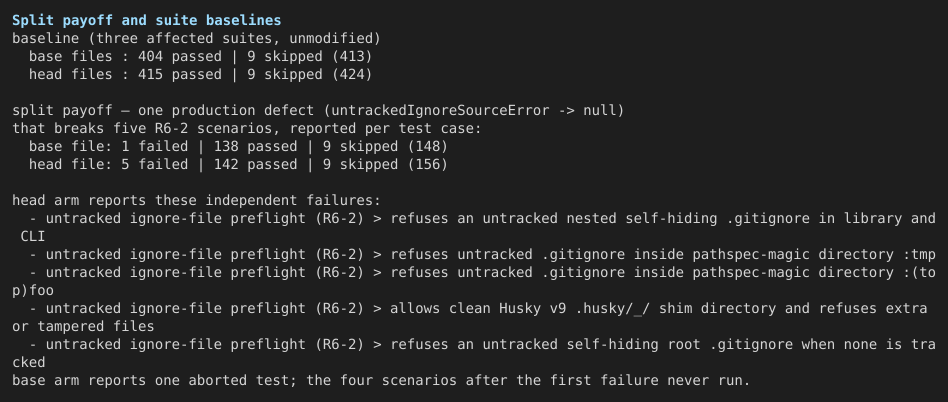 Split payoff and suite baselines
baseline (three affected suites, unmodified)
  base files : 404 passed | 9 skipped (413)
  head files : 415 passed | 9 skipped (424)

split payoff — one production defect (untrackedIgnoreSourceError -> null)
that breaks five R6-2 scenarios, reported per test case:
  base file: 1 failed | 138 passed | 9 skipped (148)
  head file: 5 failed | 142 passed | 9 skipped (156)

head arm reports these independent failures:
  - untracked ignore-file preflight (R6-2) > refuses an untracked nested self-hiding .gitignore in library and
 CLI
  - untracked ignore-file preflight (R6-2) > refuses untracked .gitignore inside pathspec-magic directory :tmp
  - untracked ignore-file preflight (R6-2) > refuses untracked .gitignore inside pathspec-magic directory :(to
p)foo
  - untracked ignore-file preflight (R6-2) > allows clean Husky v9 .husky/_/ shim directory and refuses extra
or tampered files
  - untracked ignore-file preflight (R6-2) > refuses an untracked self-hiding root .gitignore when none is tra
cked
base arm reports one aborted test; the four scenarios after the first failure never run.